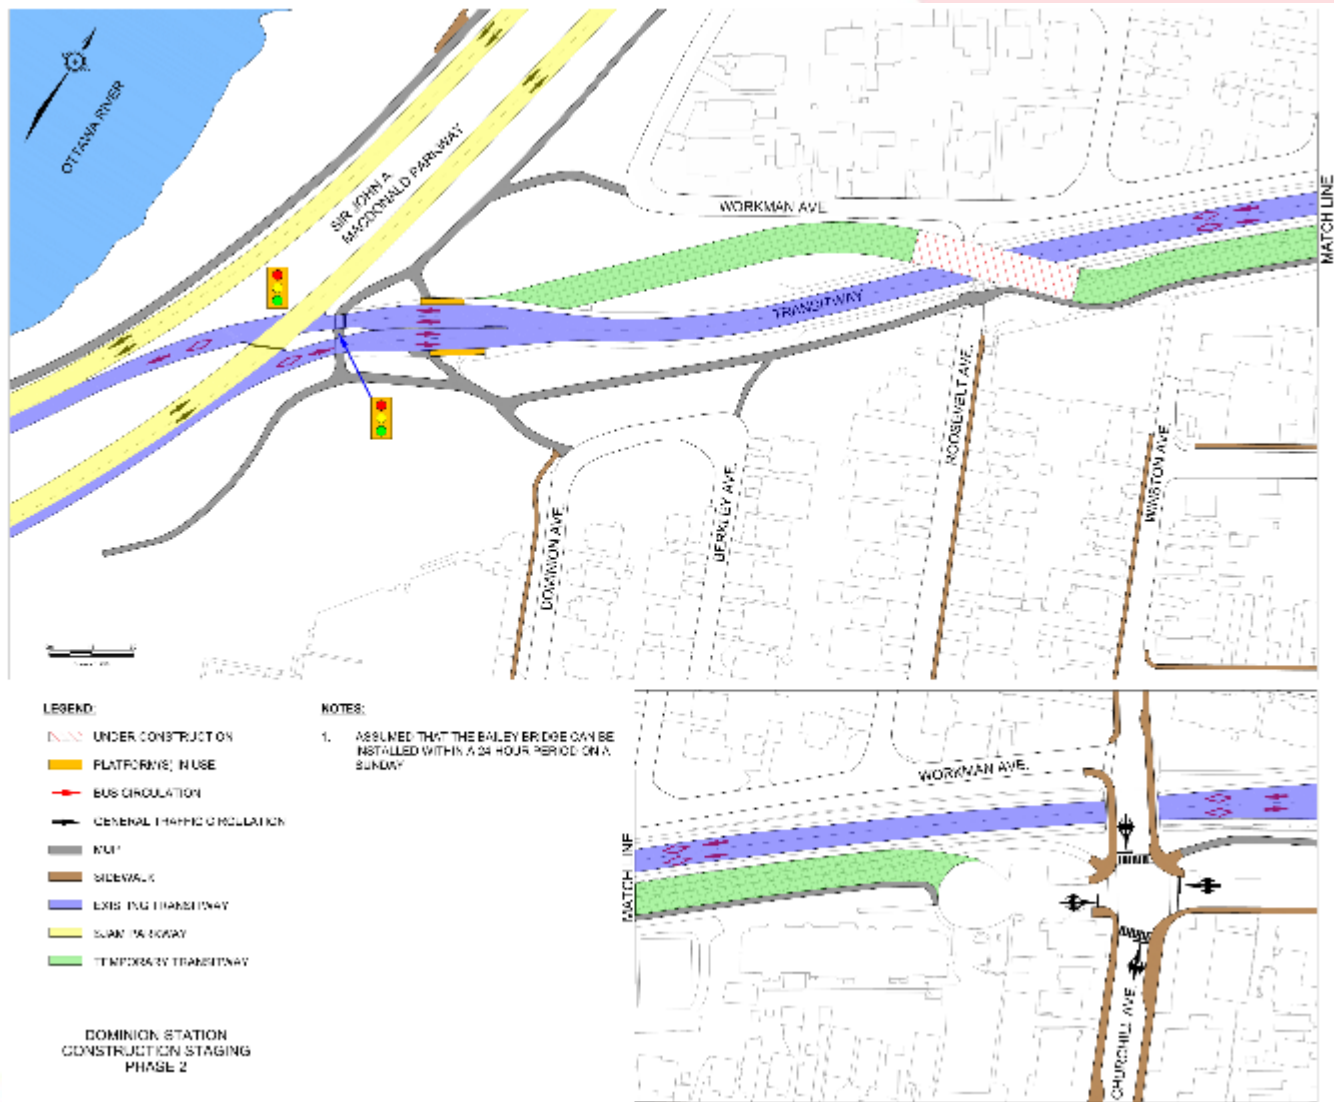 OTTAWA RIVER
SIR JOHN A.
MACDONALD PARKWAY
WORKMAN AVE.
MATCH LINE
TRANSITWAY
ROOSEVELT AVE.
WINSTON AVE.
BERKLEY AVE.
DOMINION AVE.
LEGEND:
UNDER CONSTRUCTION
PLATFORM(S) IN USE
BUS CIRCULATION
GENERAL TRAFFIC CIRCULATION
MUP
SIDEWALK
EXISTING TRANSITWAY
SJAM PARKWAY
TEMPORARY TRANSITWAY
NOTES:
1. ASSUMED THAT THE BAILEY BRIDGE CAN BE
INSTALLED WITHIN A 24 HOUR PERIOD ON A
SUNDAY
DOMINION STATION
CONSTRUCTION STAGING
PHASE 2
WORKMAN AVE.
MATCH LINE
CHURCHILL AVE.